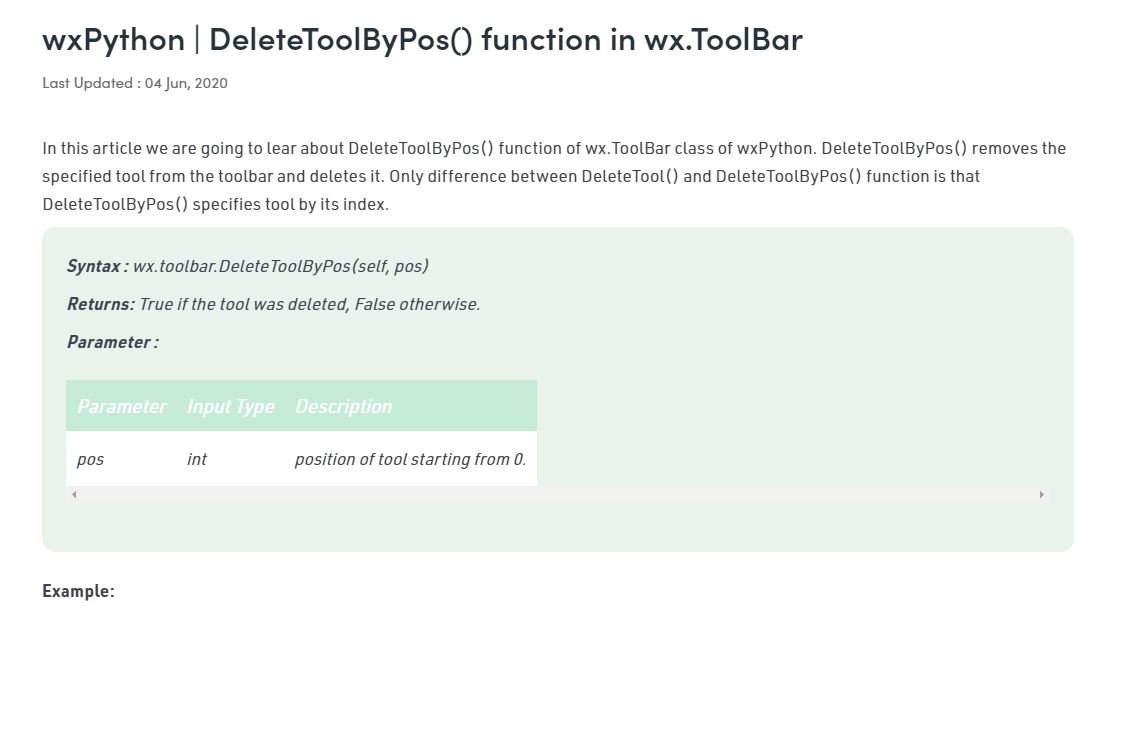 wxPython | DeleteToolByPos() function in wx.ToolBar
Last Updated : 04 Jun, 2020
In this article we are going to lear about DeleteToolByPos() function of wx.ToolBar class of wxPython. DeleteToolByPos() removes the
specified tool from the toolbar and deletes it. Only difference between DeleteTool() and DeleteToolByPos() function is that
DeleteToolByPos() specifies tool by its index.
Syntax : wx.toolbar.DeleteToolByPos(self, pos)
Returns: True if the tool was deleted, False otherwise.
Parameter :
Parameter Input Type Description
pos int position of tool starting from 0.
Example: